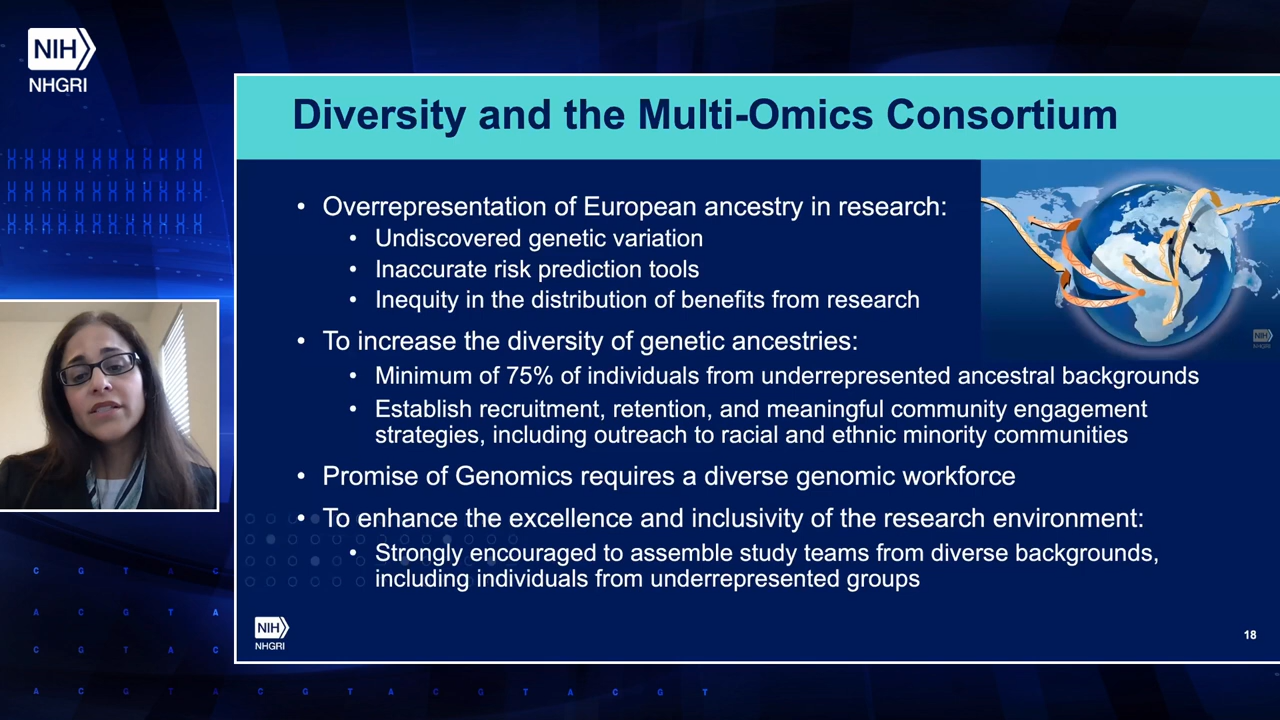 NIH
NHGRI
Diversity and the Multi-Omics Consortium
• Overrepresentation of European ancestry in research:
• Undiscovered genetic variation
• Inaccurate risk prediction tools
• Inequity in the distribution of benefits from research
• To increase the diversity of genetic ancestries:
• Minimum of 75% of individuals from underrepresented ancestral backgrounds
• Establish recruitment, retention, and meaningful community engagement
strategies, including outreach to racial and ethnic minority communities
• Promise of Genomics requires a diverse genomic workforce
• To enhance the excellence and inclusivity of the research environment:
• Strongly encouraged to assemble study teams from diverse backgrounds,
including individuals from underrepresented groups
NIH
NHGRI
18
NIH
C G T A C
A C G T A
C G T A C
A C G T A C G T A C G T A C G T